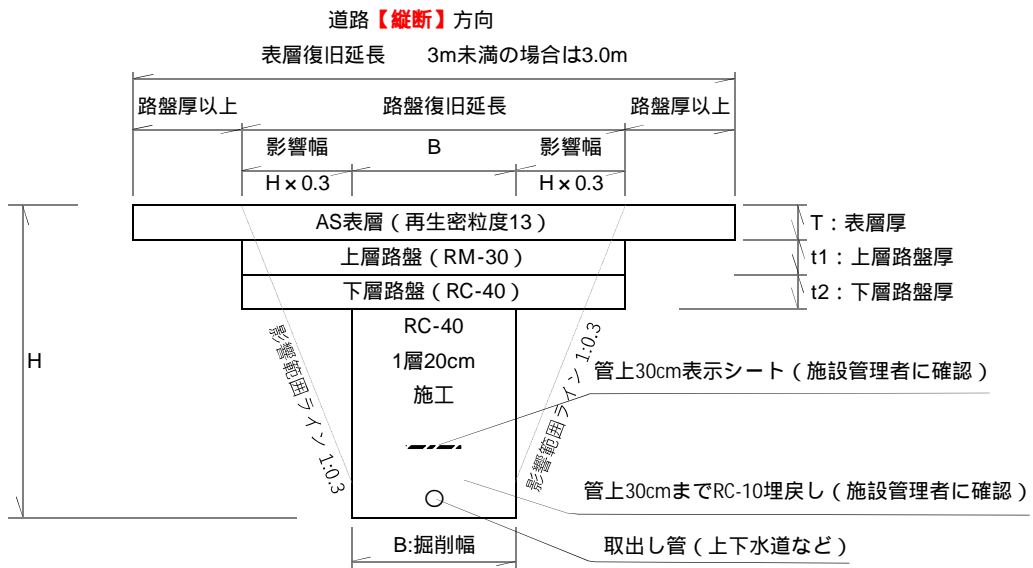 道路【縦断】方向
表層復旧延長 3m未満の場合は3.0m
路盤厚以上 路盤復旧延長 路盤厚以上
影響幅 B 影響幅
H×0.3 H×0.3
AS表層（再生密粒度13） T：表層厚
上層路盤（RM-30） t1：上層路盤厚
下層路盤（RC-40） t2：下層路盤厚
H
RC-40
1層20cm
施工
影響範囲ライン 1:0.3
影響範囲ライン 1:0.3
管上30cm表示シート（施設管理者に確認）
管上30cmまでRC-10埋戻し（施設管理者に確認）
取出し管（上下水道など）
B:掘削幅